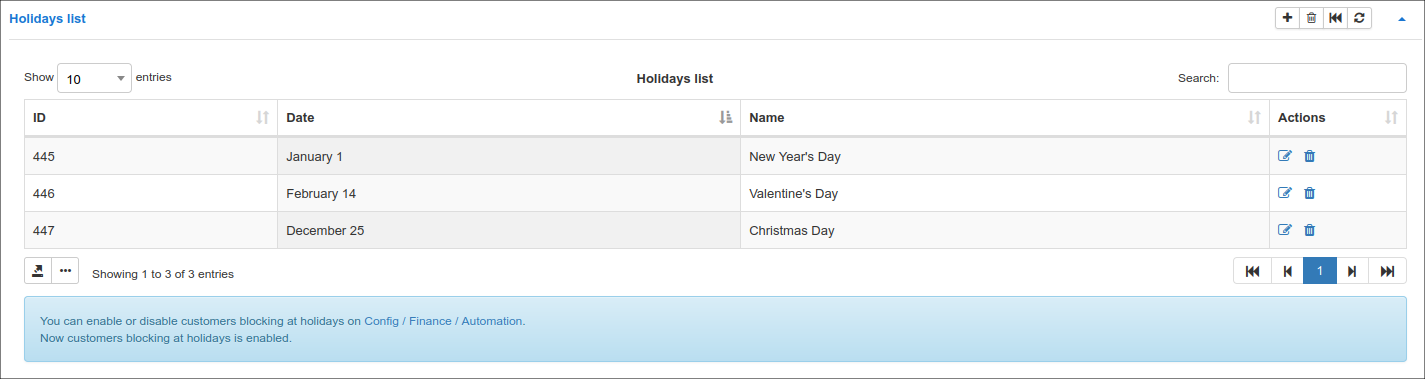 Holidays list
Show 10 entries
Holidays list
Search:
ID Date Name Actions
445 January 1 New Year's Day
446 February 14 Valentine's Day
447 December 25 Christmas Day
Showing 1 to 3 of 3 entries
1
You can enable or disable customers blocking at holidays on Config / Finance / Automation.
Now customers blocking at holidays is enabled.